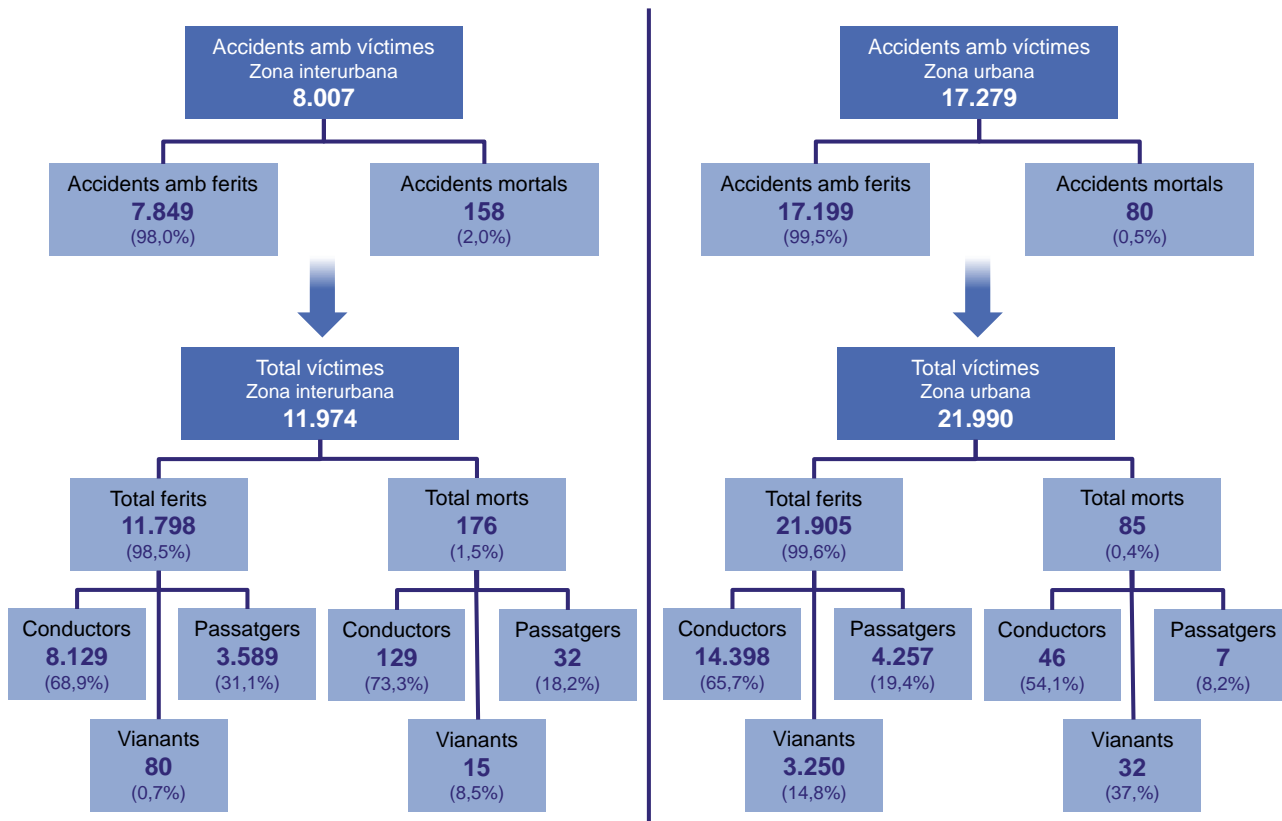 Accidents amb víctimes
Zona interurbana
8.007
Accidents amb ferits
7.849
(98,0%)
Accidents mortals
158
(2,0%)
Total víctimes
Zona interurbana
11.974
Total ferits
11.798
(98,5%)
Total morts
176
(1,5%)
Conductors
8.129
(68,9%)
Passatgers
3.589
(31,1%)
Vianants
80
(0,7%)
Conductors
129
(73,3%)
Passatgers
32
(18,2%)
Vianants
15
(8,5%)
Accidents amb víctimes
Zona urbana
17.279
Accidents amb ferits
17.199
(99,5%)
Accidents mortals
80
(0,5%)
Total víctimes
Zona urbana
21.990
Total ferits
21.905
(99,6%)
Total morts
85
(0,4%)
Conductors
14.398
(65,7%)
Passatgers
4.257
(19,4%)
Vianants
3.250
(14,8%)
Conductors
46
(54,1%)
Passatgers
7
(8,2%)
Vianants
32
(37,%)